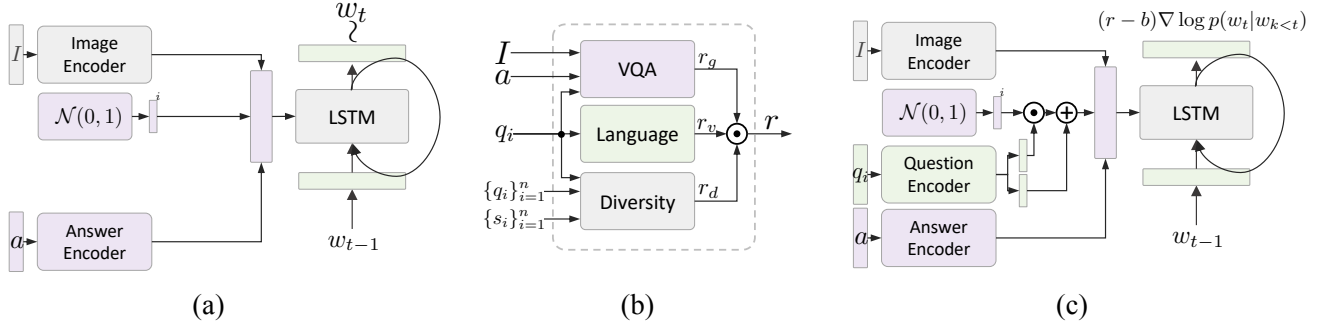 w_t
I
Image
Encoder
N(0, 1)
i
LSTM
a
Answer
Encoder
w_{t−1}
(a)
I
a
VQA
r_g
q_i
Language
r_v
r
{q_i}_{i=1}^n
{s_i}_{i=1}^n
Diversity
r_d
(b)
(r − b)∇ log p(w_t|w_{k<t})
I
Image
Encoder
N(0, 1)
i
LSTM
q_i
Question
Encoder
a
Answer
Encoder
w_{t−1}
(c)